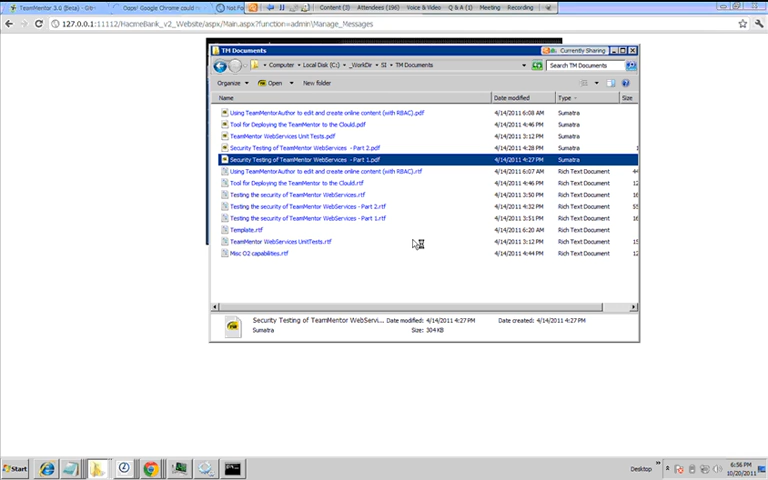 TeamMentor 3.0 (Beta) - Git
Oops! Google Chrome could n
Not Fo
Content (3) Attendees (196) Voice & Video Q & A (1) Meeting Recording
127.0.0.1:11112/HacmeBank_v2_Website/aspx/Main.aspx?function=admin\Manage_Messages
TM Documents
Currently Sharing
Computer Local Disk (C:) _WorkDir SI TM Documents
Search TM Documents
Organize Open New folder
Name Date modified Type Size
Using TeamMentorAuthor to edit and create online content (with RBAC).pdf 4/14/2011 6:08 AM Sumatra
Tool for Deploying the TeamMentor to the Clould.pdf 4/14/2011 4:46 PM Sumatra
TeamMentor WebServices Unit Tests.pdf 4/14/2011 3:12 PM Sumatra
Security Testing of TeamMentor WebServices - Part 2.pdf 4/14/2011 4:28 PM Sumatra 1
Security Testing of TeamMentor WebServices - Part 1.pdf 4/14/2011 4:27 PM Sumatra
Using TeamMentorAuthor to edit and create online content (with RBAC).rtf 4/14/2011 6:07 AM Rich Text Document 44
Tool for Deploying the TeamMentor to the Clould.rtf 4/14/2011 4:46 PM Rich Text Document 12
Testing the security of TeamMentor WebServices.rtf 4/14/2011 3:50 PM Rich Text Document 16
Testing the security of TeamMentor WebServices - Part 2.rtf 4/14/2011 4:32 PM Rich Text Document 55
Testing the security of TeamMentor WebServices - Part 1.rtf 4/14/2011 3:51 PM Rich Text Document 16
Template.rtf 4/14/2011 6:20 AM Rich Text Document
TeamMentor WebServices UnitTests.rtf 4/14/2011 3:12 PM Rich Text Document 15
Misc O2 capabilities.rtf 4/14/2011 4:44 PM Rich Text Document 12
Security Testing of TeamMentor WebServi... Date modified: 4/14/2011 4:27 PM Date created: 4/14/2011 4:27 PM
Sumatra Size: 304 KB
Start
Desktop
6:56 PM
10/20/2011